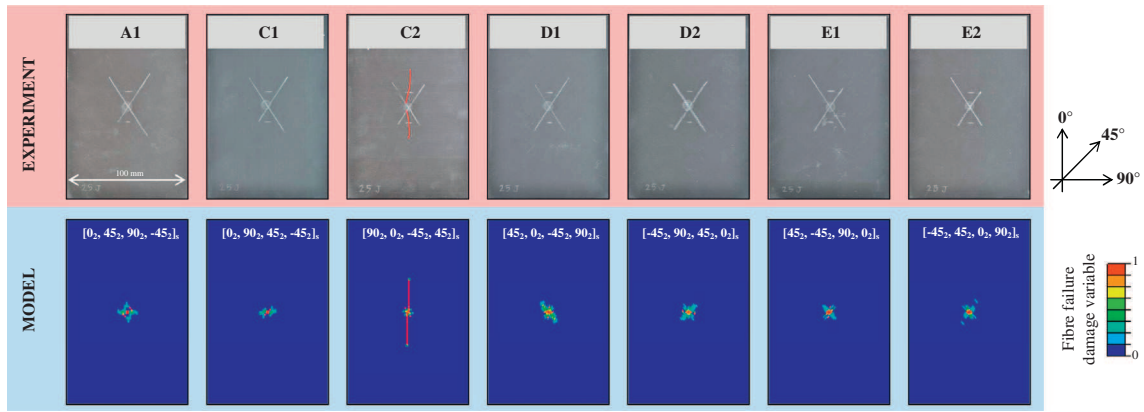 EXPERIMENT
A1
C1
C2
D1
D2
E1
E2
100 mm
25 J
25 J
25 J
25 J
25 J
25 J
25 J
0°
45°
90°
MODEL
[0₂, 45₂, 90₂, -45₂]ₛ
[0₂, 90₂, 45₂, -45₂]ₛ
[90₂, 0₂, -45₂, 45₂]ₛ
[45₂, 0₂, -45₂, 90₂]ₛ
[-45₂, 90₂, 45₂, 0₂]ₛ
[45₂, -45₂, 90₂, 0₂]ₛ
[-45₂, 45₂, 0₂, 90₂]ₛ
Fibre failure
damage variable
1
0